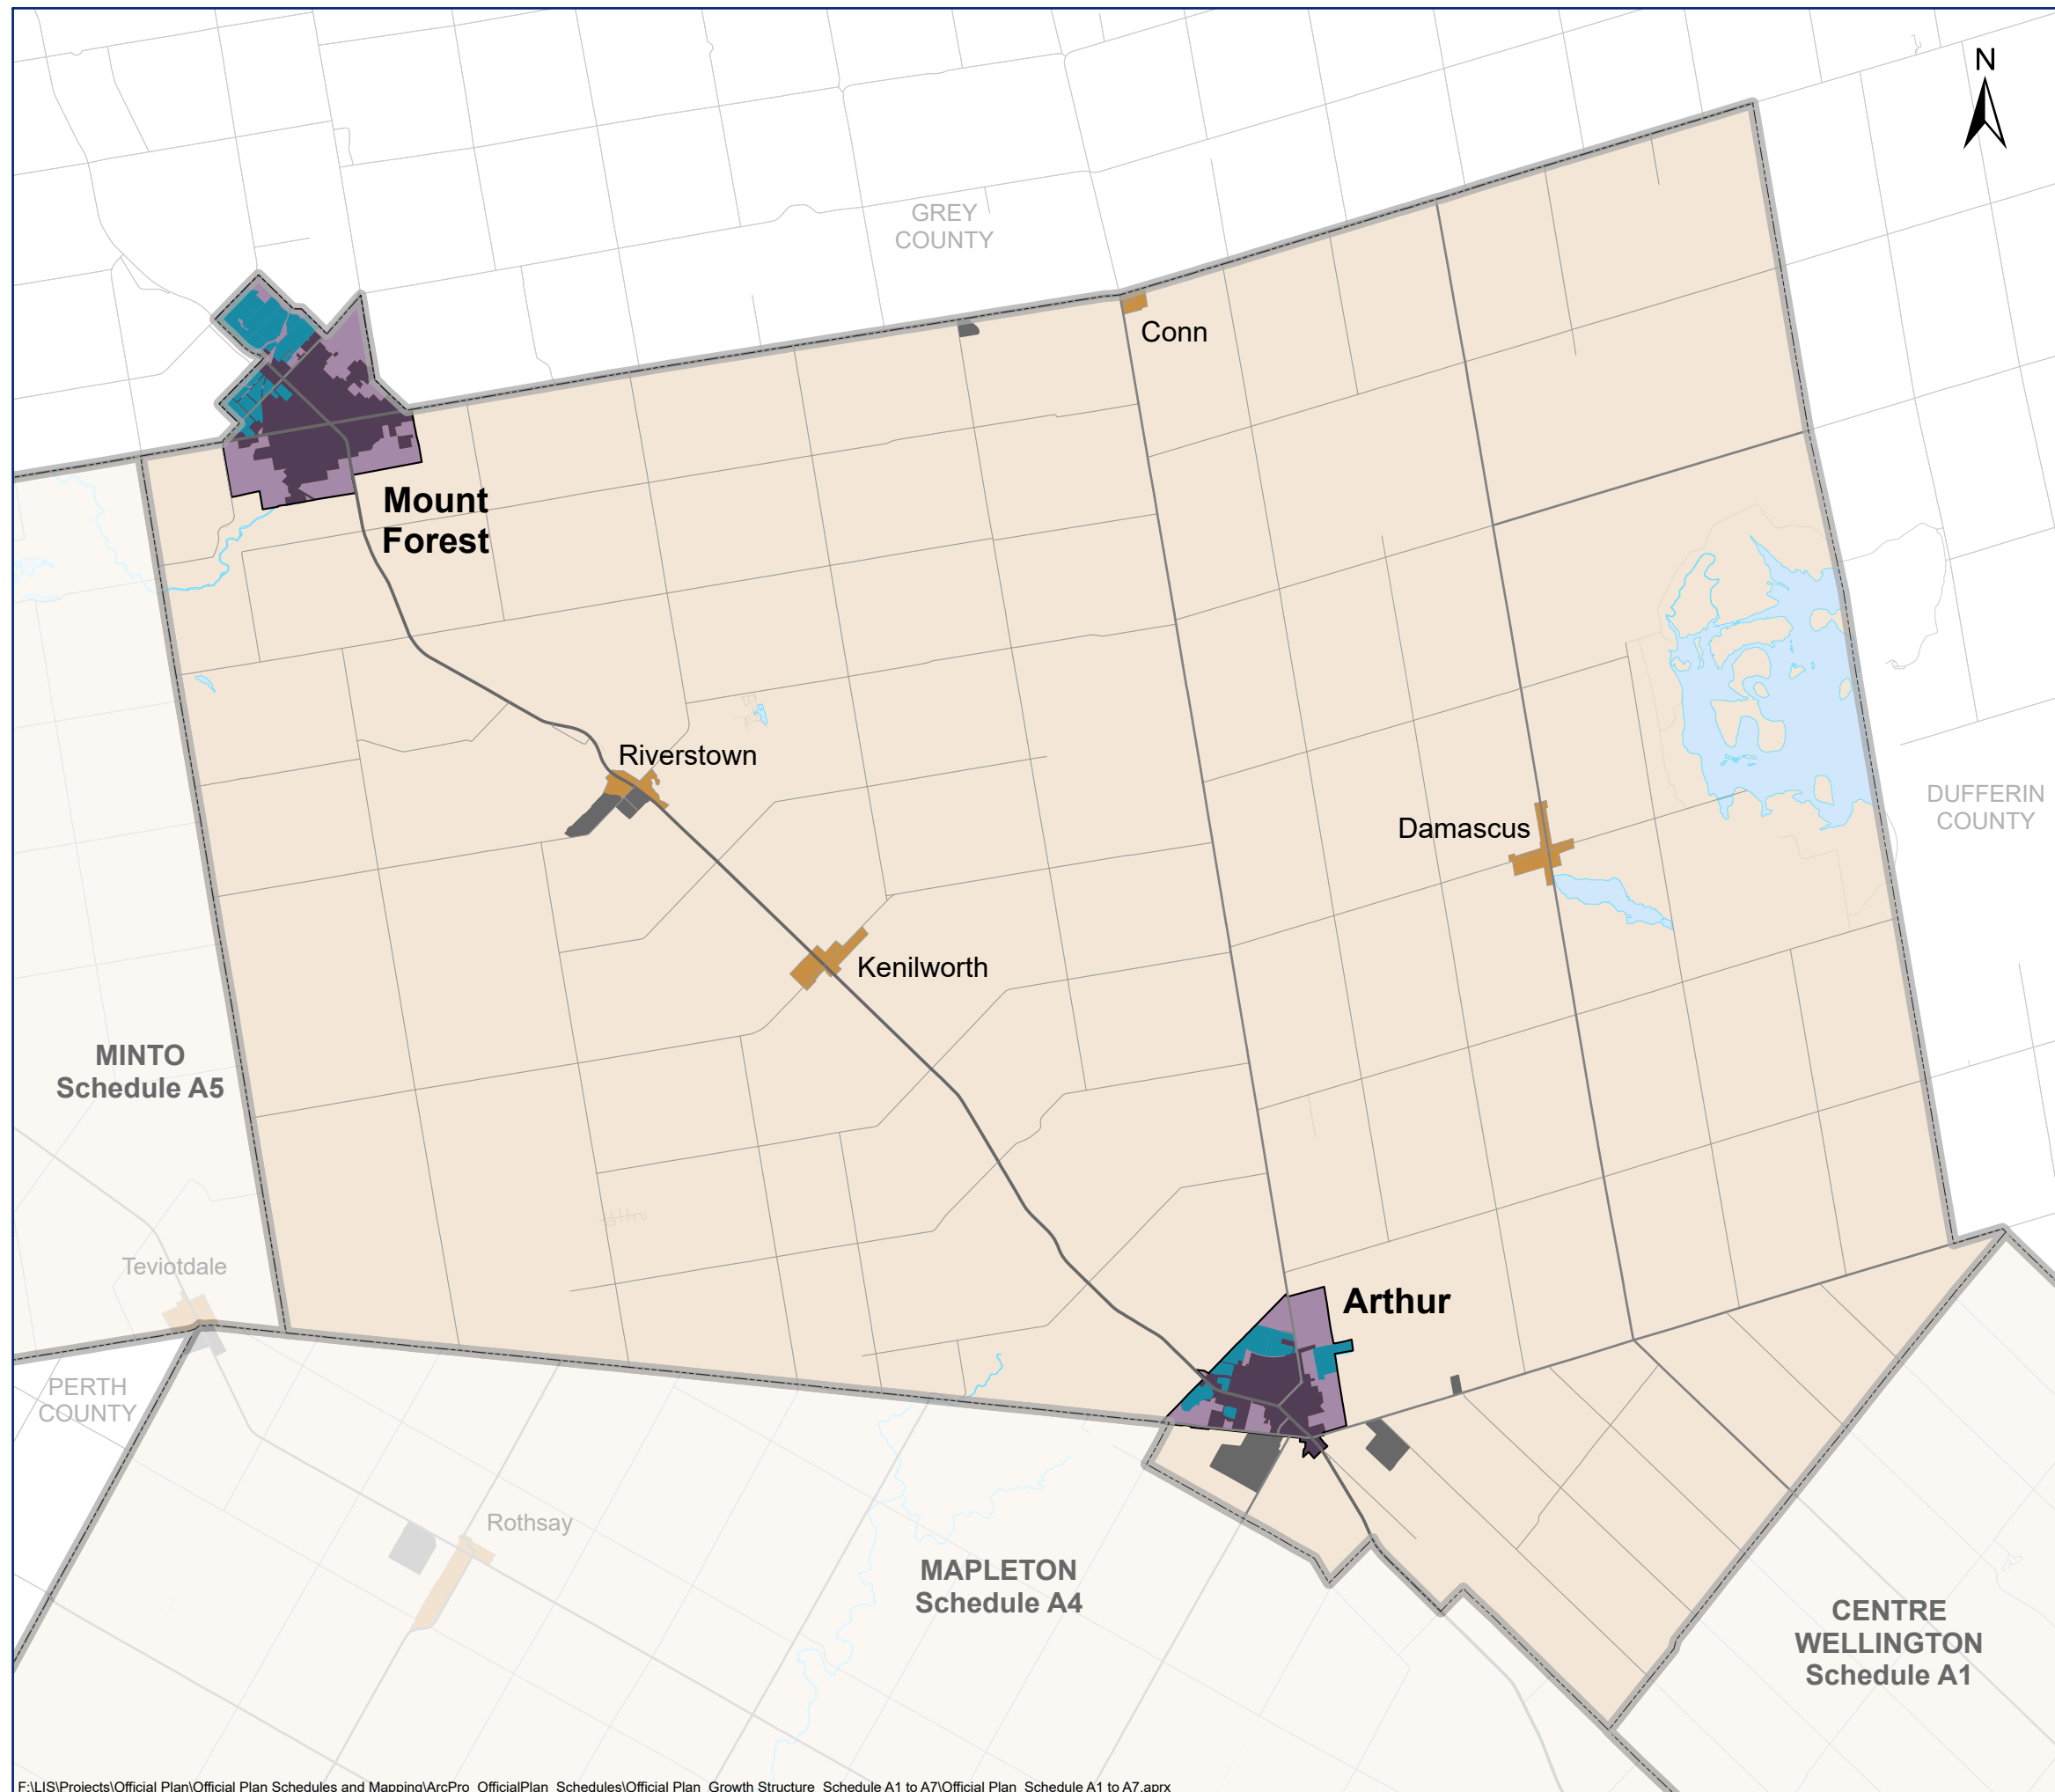 N
GREY
COUNTY
Conn
Mount
Forest
Riverstown
DUFFERIN
COUNTY
Damascus
Kenilworth
MINTO
Schedule A5
Teviotdale
Arthur
PERTH
COUNTY
Rothsay
MAPLETON
Schedule A4
CENTRE
WELLINGTON
Schedule A1
F:\LIS\Projects\Official Plan\Official Plan Schedules and Mapping\ArcPro_OfficialPlan_Schedules\Official Plan_Growth Structure_Schedule A1 to A7\Official Plan_Schedule A1 to A7.aprx